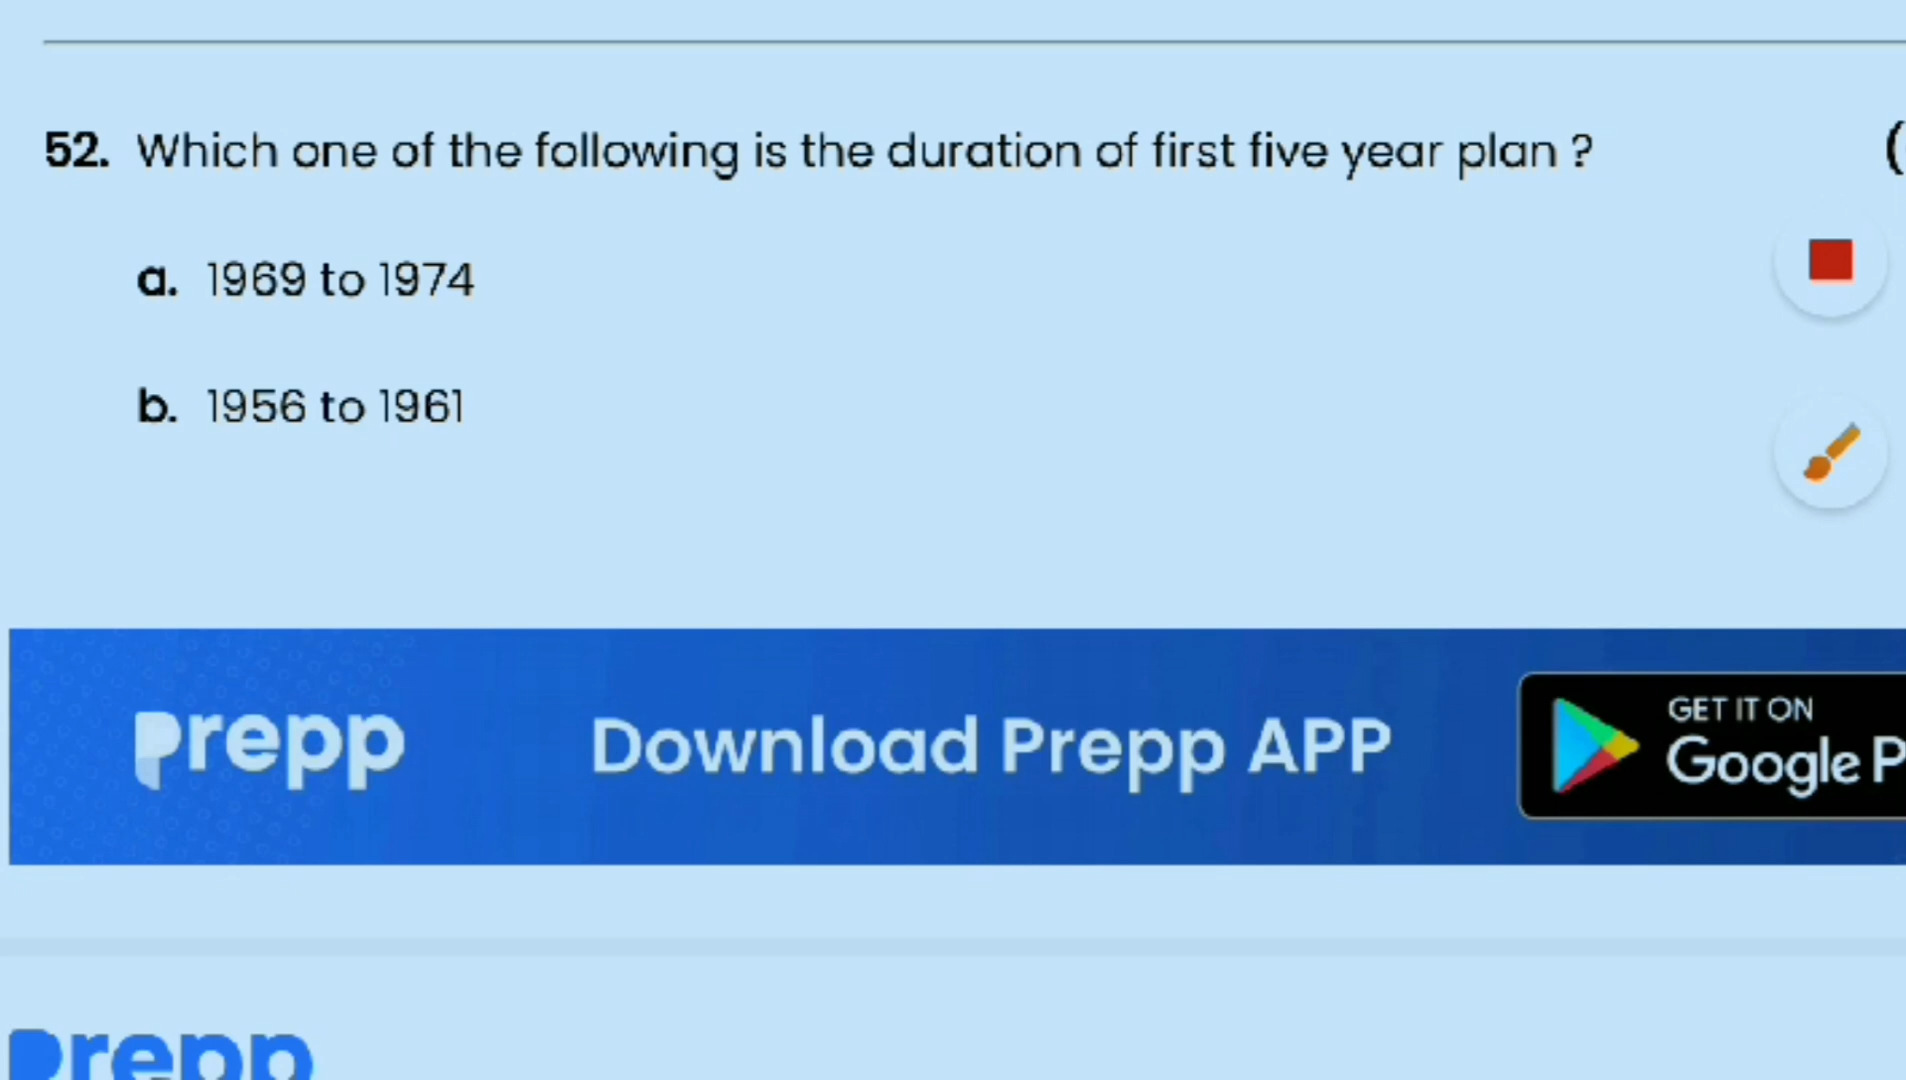 52. Which one of the following is the duration of first five year plan ? (
a. 1969 to 1974
b. 1956 to 1961
prepp Download Prepp APP GET IT ON
Google P
prepp